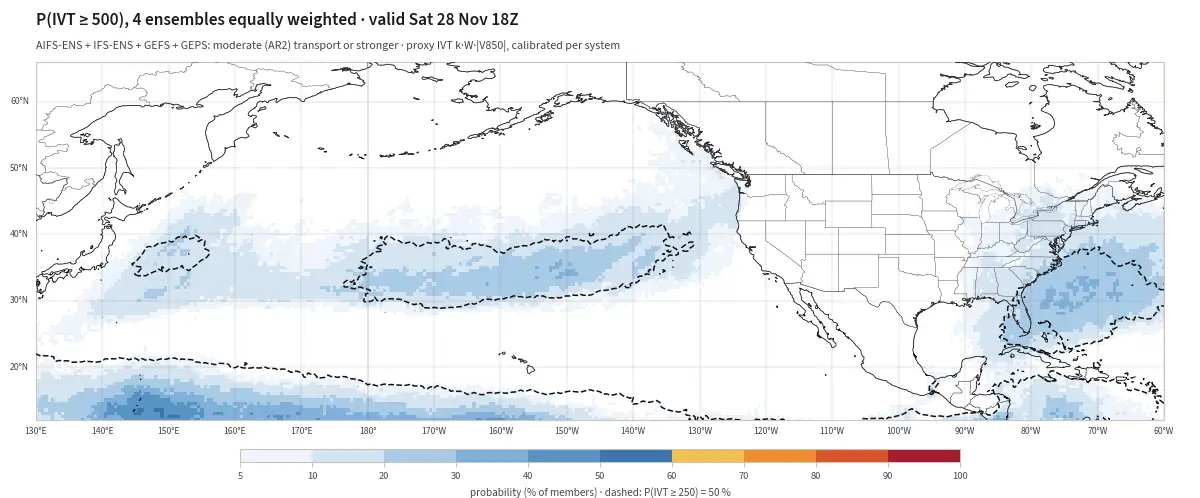 P(IVT ≥ 500), 4 ensembles equally weighted · valid Sat 28 Nov 18Z
AIFS-ENS + IFS-ENS + GEFS + GEPS: moderate (AR2) transport or stronger · proxy IVT k·W·|V850|, calibrated per system
60°N
50°N
40°N
30°N
20°N
130°E 140°E 150°E 160°E 170°E 180° 170°W 160°W 150°W 140°W 130°W 120°W 110°W 100°W 90°W 80°W 70°W 60°W
5 10 20 30 40 50 60 70 80 90 100
probability (% of members) · dashed: P(IVT ≥ 250) = 50 %